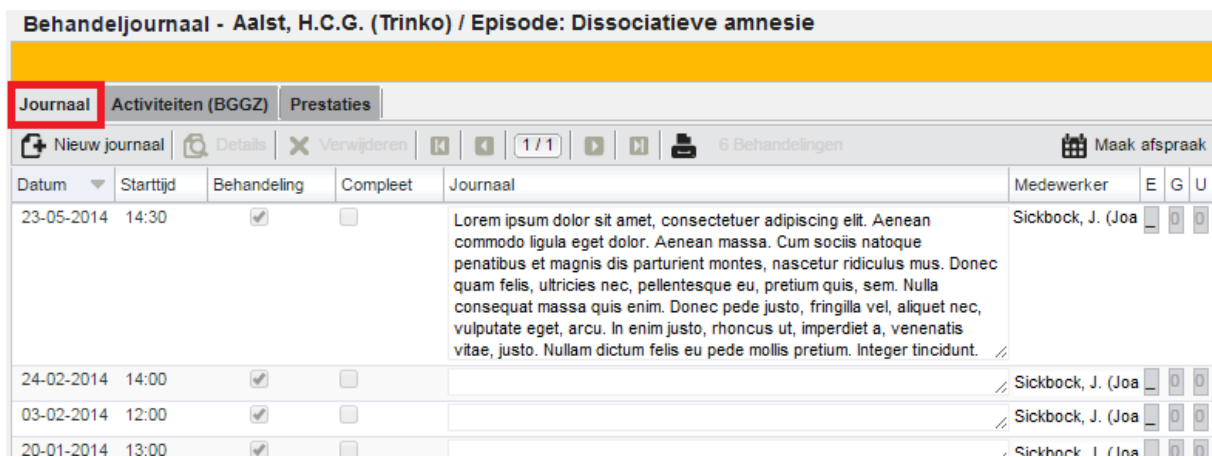 Behandeljournaal - Aalst, H.C.G. (Trinko) / Episode: Dissociatieve amnesie
Journaal Activiteiten (BGGZ) Prestaties
Nieuw journaal Details Verwijderen 1 / 1 6 Behandelingen Maak afspraak
Datum Starttijd Behandeling Compleet Journaal Medewerker E G U
23-05-2014 14:30 Lorem ipsum dolor sit amet, consectetuer adipiscing elit. Aenean Sickbock, J. (Joa _ 0 0
commodo ligula eget dolor. Aenean massa. Cum sociis natoque
penatibus et magnis dis parturient montes, nascetur ridiculus mus. Donec
quam felis, ultricies nec, pellentesque eu, pretium quis, sem. Nulla
consequat massa quis enim. Donec pede justo, fringilla vel, aliquet nec,
vulputate eget, arcu. In enim justo, rhoncus ut, imperdiet a, venenatis
vitae, justo. Nullam dictum felis eu pede mollis pretium. Integer tincidunt.
24-02-2014 14:00 Sickbock, J. (Joa _ 0 0
03-02-2014 12:00 Sickbock, J. (Joa _ 0 0
20-01-2014 13:00 Sickbock, J. (Joa 0 0